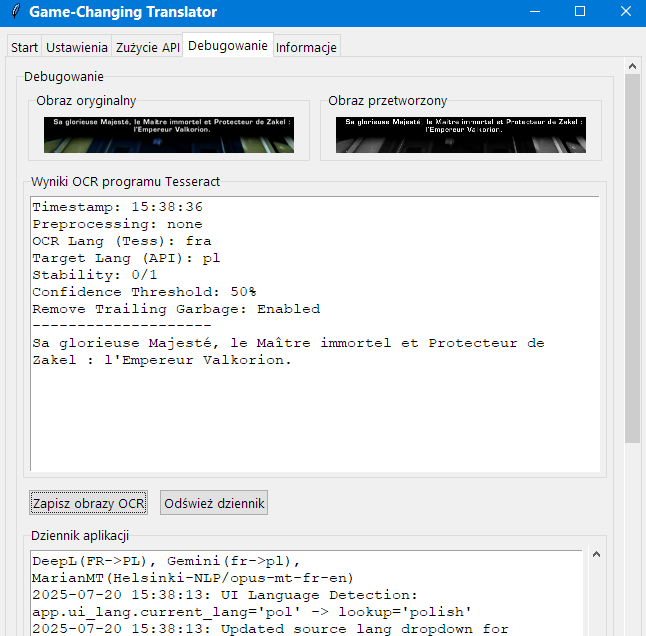 Game-Changing Translator
Start Ustawienia Zużycie API Debugowanie Informacje
Debugowanie
Obraz oryginalny
Sa glorieuse Majesté, le Maître immortel et Protecteur de Zakel :
l'Empereur Valkorion.
Obraz przetworzony
Sa glorieuse Majesté, le Maître immortel et Protecteur de Zakel :
l'Empereur Valkorion.
Wyniki OCR programu Tesseract
Timestamp: 15:38:36
Preprocessing: none
OCR Lang (Tess): fra
Target Lang (API): pl
Stability: 0/1
Confidence Threshold: 50%
Remove Trailing Garbage: Enabled
--------------------
Sa glorieuse Majesté, le Maître immortel et Protecteur de
Zakel : l'Empereur Valkorion.
Zapisz obrazy OCR Odśwież dziennik
Dziennik aplikacji
DeepL(FR->PL), Gemini(fr->pl),
MarianMT(Helsinki-NLP/opus-mt-fr-en)
2025-07-20 15:38:13: UI Language Detection:
app.ui_lang.current_lang='pol' -> lookup='polish'
2025-07-20 15:38:13: Updated source lang dropdown for